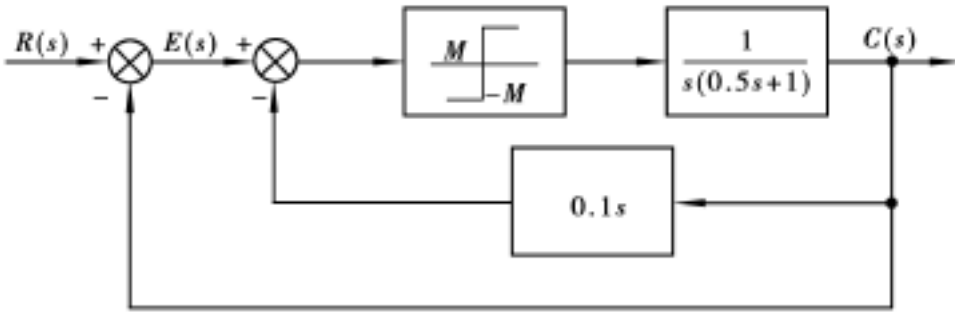 R(s)
+
-
E(s)
+
-
M
-M
1
s(0.5s+1)
C(s)
0.1s